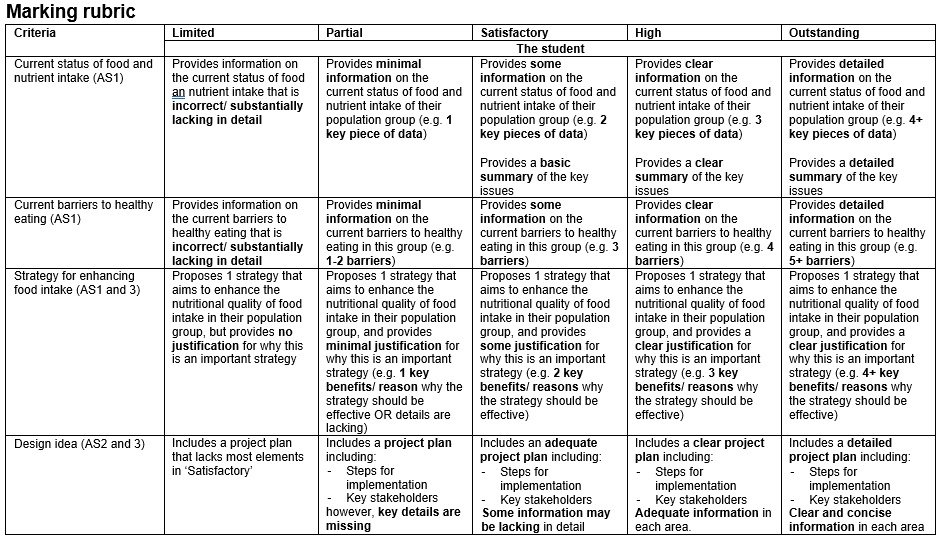 Marking rubric
Criteria
Limited
Partial
Satisfactory
High
Outstanding
The student
Current status of food and
nutrient intake (AS1)
Provides information on
the current status of food
an nutrient intake that is
incorrect/ substantially
lacking in detail
Provides minimal
information on the
current status of food and
nutrient intake of their
population group (e.g. 1
key piece of data)
Provides some
information on the
current status of food and
nutrient intake of their
population group (e.g. 2
key pieces of data)
Provides a basic
summary of the key
issues
Provides clear
information on the
current status of food and
nutrient intake of their
population group (e.g. 3
key pieces of data)
Provides a clear
summary of the key
issues
Provides detailed
information on the
current status of food and
nutrient intake of their
population group (e.g. 4+
key pieces of data)
Provides a detailed
summary of the key
issues
Current barriers to healthy
eating (AS1)
Provides information on
the current barriers to
healthy eating that is
incorrect/ substantially
lacking in detail
Provides minimal
information on the
current barriers to healthy
eating in this group (e.g.
1-2 barriers)
Provides some
information on the
current barriers to healthy
eating in this group (e.g. 3
barriers)
Provides clear
information on the
current barriers to healthy
eating in this group (e.g. 4
barriers)
Provides detailed
information on the
current barriers to healthy
eating in this group (e.g.
5+ barriers)
Strategy for enhancing
food intake (AS1 and 3)
Proposes 1 strategy that
aims to enhance the
nutritional quality of food
intake in their population
group, but provides no
justification for why this
is an important strategy
Proposes 1 strategy that
aims to enhance the
nutritional quality of food
intake in their population
group, and provides
minimal justification for
why this is an important
strategy (e.g. 1 key
benefits/ reason why the
strategy should be
effective OR details are
lacking)
Proposes 1 strategy that
aims to enhance the
nutritional quality of food
intake in their population
group, and provides
some justification for
why this is an important
strategy (e.g. 2 key
benefits/ reasons why
the strategy should be
effective)
Proposes 1 strategy that
aims to enhance the
nutritional quality of food
intake in their population
group, and provides a
clear justification for
why this is an important
strategy (e.g. 3 key
benefits/ reasons why
the strategy should be
effective)
Proposes 1 strategy that
aims to enhance the
nutritional quality of food
intake in their population
group, and provides a
clear justification for
why this is an important
strategy (e.g. 4+ key
benefits/ reasons why
the strategy should be
effective)
Design idea (AS2 and 3)
Includes a project plan
that lacks most elements
in ‘Satisfactory’
Includes a project plan
including:
- Steps for
implementation
- Key stakeholders
however, key details are
missing
Includes an adequate
project plan including:
- Steps for
implementation
- Key stakeholders
Some information may
be lacking in detail
Includes a clear project
plan including:
- Steps for
implementation
- Key stakeholders
Adequate information in
each area.
Includes a detailed
project plan including:
- Steps for
implementation
- Key stakeholders
Clear and concise
information in each area